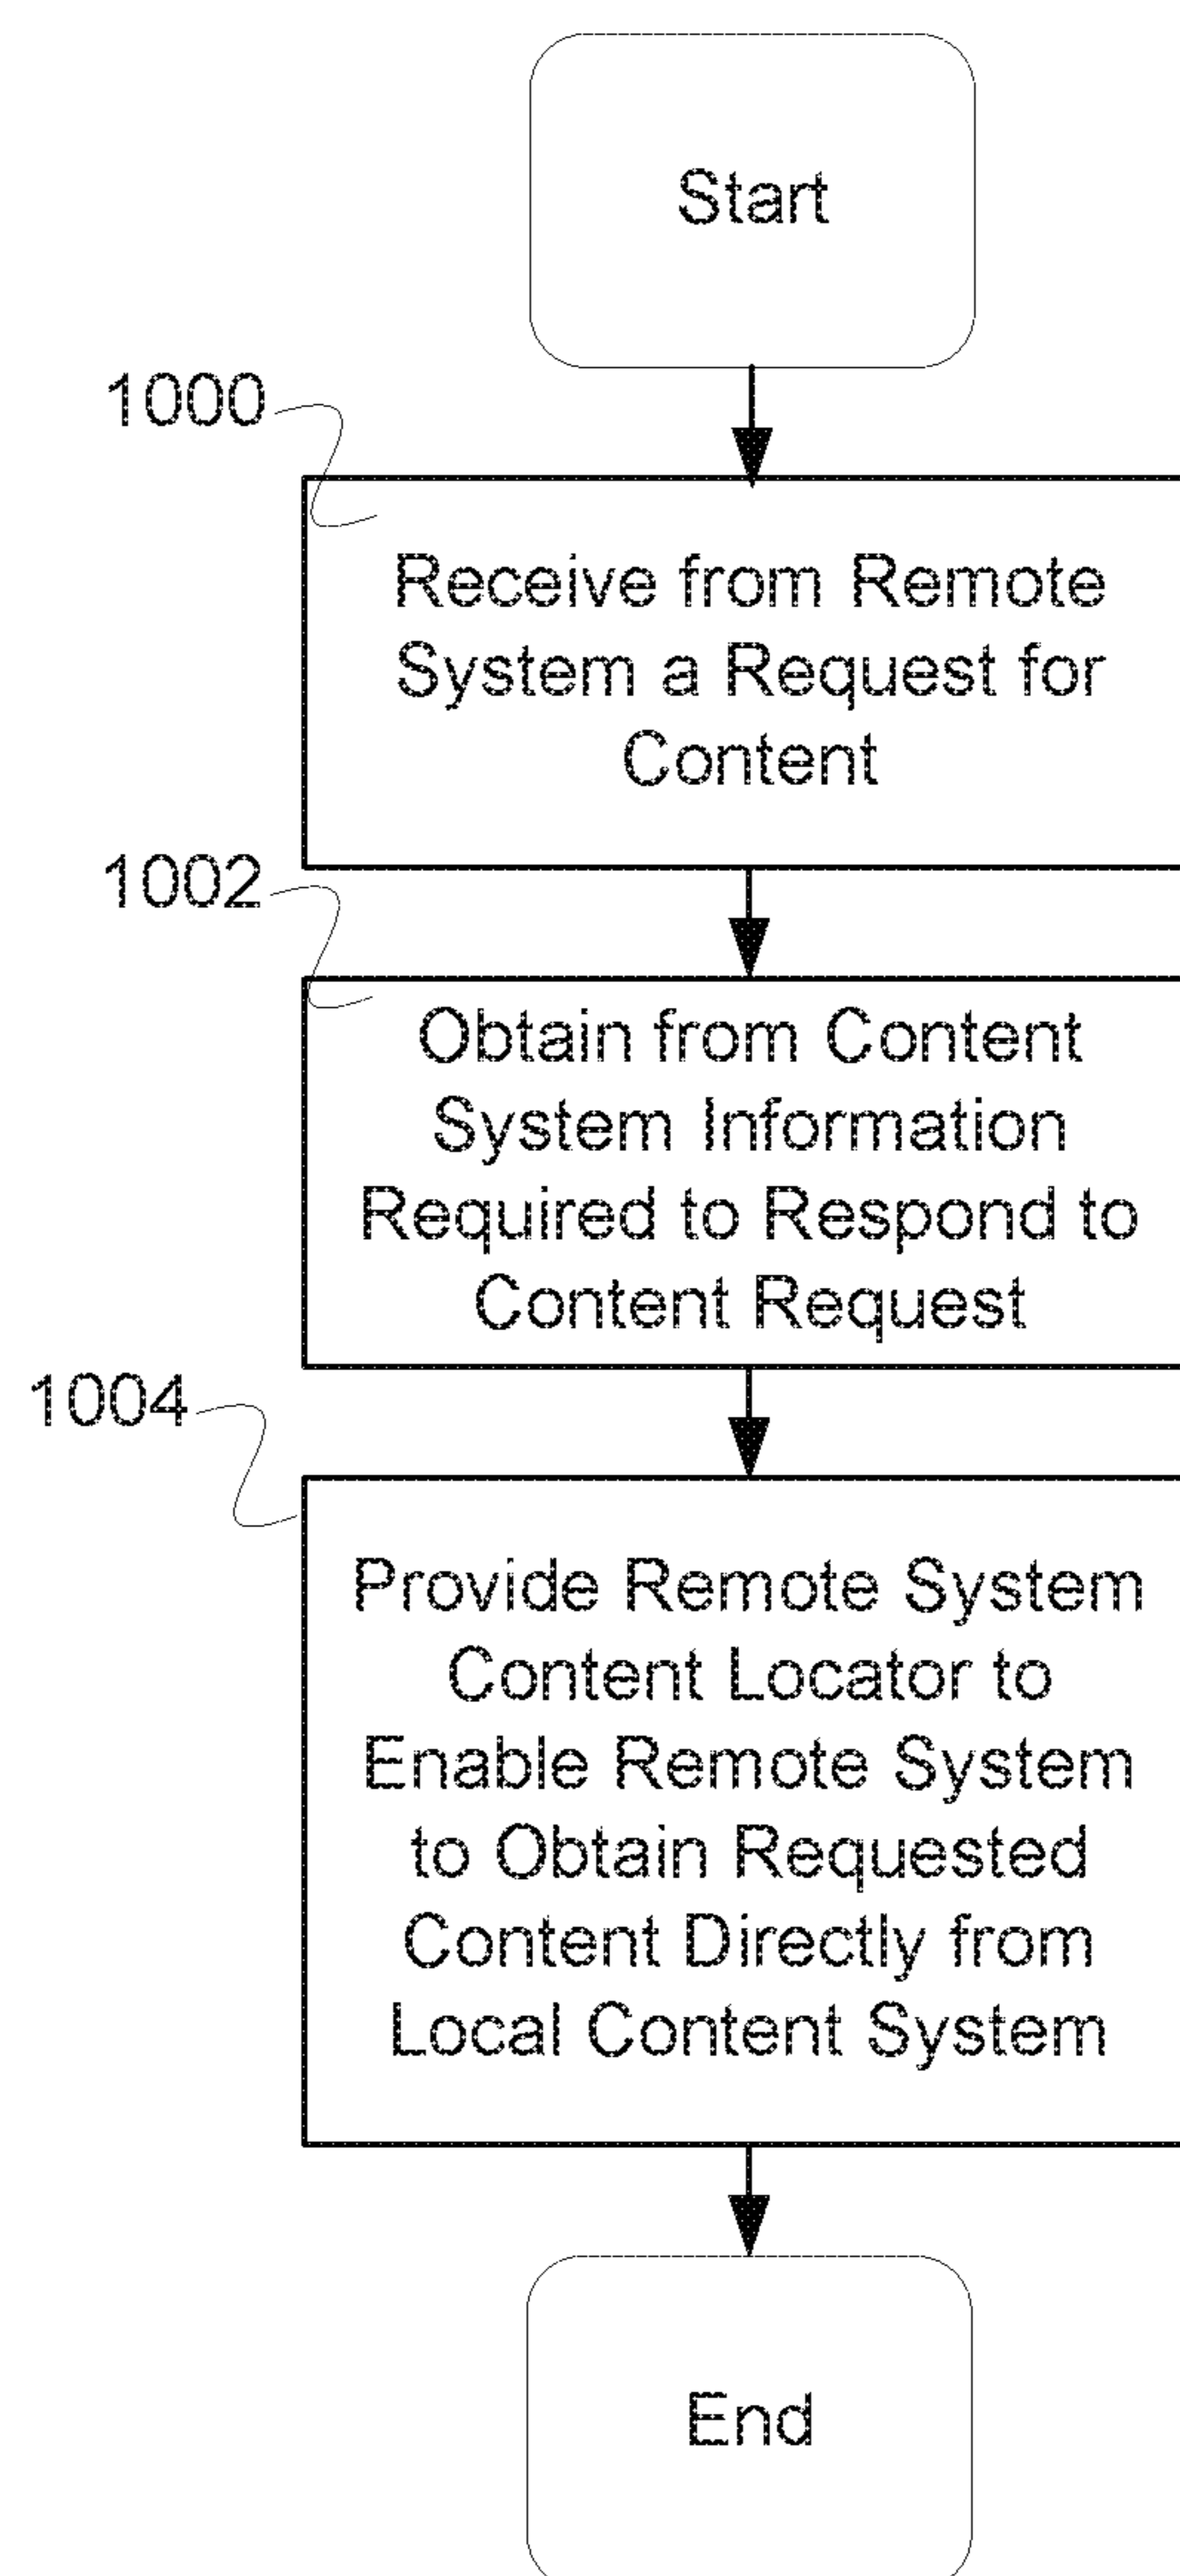 Start
1000
Receive from Remote
System a Request for
Content
1002
Obtain from Content
System Information
Required to Respond to
Content Request
1004
Provide Remote System
Content Locator to
Enable Remote System
to Obtain Requested
Content Directly from
Local Content System
End